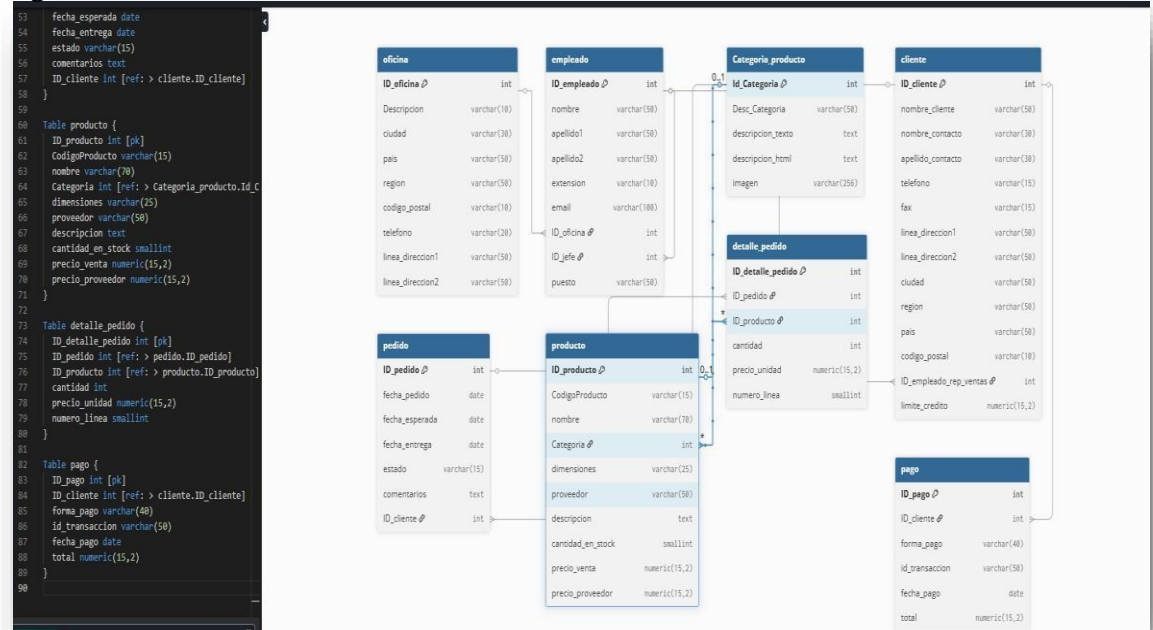 53 fecha_esperada date
54 fecha_entrega date
55 estado varchar(15)
56 comentarios text
57 ID_cliente int [ref: > cliente.ID_cliente]
58 }
59
60 Table producto {
61 ID_producto int [pk]
62 CodigoProducto varchar(15)
63 nombre varchar(70)
64 Categoria int [ref: > Categoria_producto.Id_C
65 dimensiones varchar(25)
66 proveedor varchar(50)
67 descripcion text
68 cantidad_en_stock smallint
69 precio_venta numeric(15,2)
70 precio_proveedor numeric(15,2)
71 }
72
73 Table detalle_pedido {
74 ID_detalle_pedido int [pk]
75 ID_pedido int [ref: > pedido.ID_pedido]
76 ID_producto int [ref: > producto.ID_producto]
77 cantidad int
78 precio_unidad numeric(15,2)
79 numero_linea smallint
80 }
81
82 Table pago {
83 ID_pago int [pk]
84 ID_cliente int [ref: > cliente.ID_cliente]
85 forma_pago varchar(40)
86 id_transaccion varchar(50)
87 fecha_pago date
88 total numeric(15,2)
89 }
90
oficina
ID_oficina int
Descripcion varchar(10)
ciudad varchar(30)
pais varchar(50)
region varchar(50)
codigo_postal varchar(10)
telefono varchar(20)
linea_direccion1 varchar(50)
linea_direccion2 varchar(50)
empleado
ID_empleado int
nombre varchar(50)
apellido1 varchar(50)
apellido2 varchar(50)
extension varchar(10)
email varchar(100)
ID_oficina int
ID_jefe int
puesto varchar(50)
Categoria_producto
0..1
Id_Categoria int
Desc_Categoria varchar(50)
descripcion_texto text
descripcion_html text
imagen varchar(256)
cliente
ID_cliente int
nombre_cliente varchar(50)
nombre_contacto varchar(30)
apellido_contacto varchar(30)
telefono varchar(15)
fax varchar(15)
linea_direccion1 varchar(50)
linea_direccion2 varchar(50)
ciudad varchar(50)
region varchar(50)
pais varchar(50)
codigo_postal varchar(10)
ID_empleado_rep_ventas int
limite_credito numeric(15,2)
detalle_pedido
ID_detalle_pedido int
ID_pedido int
*
ID_producto int
cantidad int
precio_unidad numeric(15,2)
numero_linea smallint
pedido
ID_pedido int
fecha_pedido date
fecha_esperada date
fecha_entrega date
estado varchar(15)
comentarios text
ID_cliente int
producto
ID_producto int 0..1
CodigoProducto varchar(15)
nombre varchar(70)
Categoria int *
dimensiones varchar(25)
proveedor varchar(50)
descripcion text
cantidad_en_stock smallint
precio_venta numeric(15,2)
precio_proveedor numeric(15,2)
pago
ID_pago int
ID_cliente int
forma_pago varchar(40)
id_transaccion varchar(50)
fecha_pago date
total numeric(15,2)